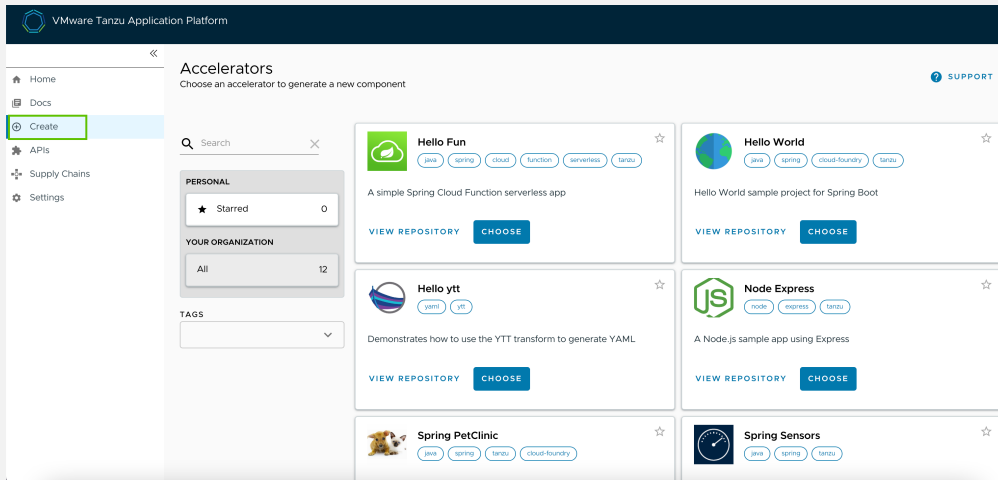 VMware Tanzu Application Platform
Home
Docs
Create
APIs
Supply Chains
Settings
Accelerators
Choose an accelerator to generate a new component
SUPPORT
Search
PERSONAL
Starred 0
YOUR ORGANIZATION
All 12
TAGS
Hello Fun
java spring cloud function serverless tanzu
A simple Spring Cloud Function serverless app
VIEW REPOSITORY CHOOSE
Hello World
java spring cloud-foundry tanzu
Hello World sample project for Spring Boot
VIEW REPOSITORY CHOOSE
Hello ytt
yaml ytt
Demonstrates how to use the YTT transform to generate YAML
VIEW REPOSITORY CHOOSE
JS
Node Express
node express tanzu
A Node.js sample app using Express
VIEW REPOSITORY CHOOSE
Spring PetClinic
java spring tanzu cloud-foundry
Spring Sensors
java spring tanzu